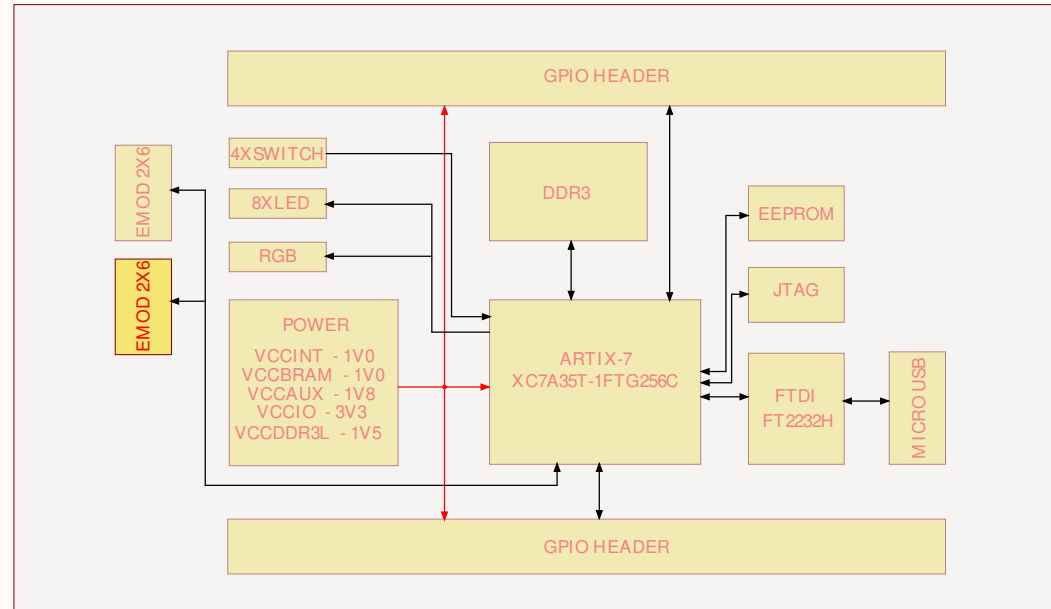 GPIO HEADER
4XSWITCH
EMOD 2X6
DDR3
8XLED
EEPROM
RGB
EMOD 2X6
JTAG
POWER
VCCINT - 1V0
VCCBRAM - 1V0
VCCAUX - 1V8
VCCIO - 3V3
VCCDDR3L - 1V5
ARTIX-7
XC7A35T-1FTG256C
FTDI
FT2232H
MICRO USB
GPIO HEADER